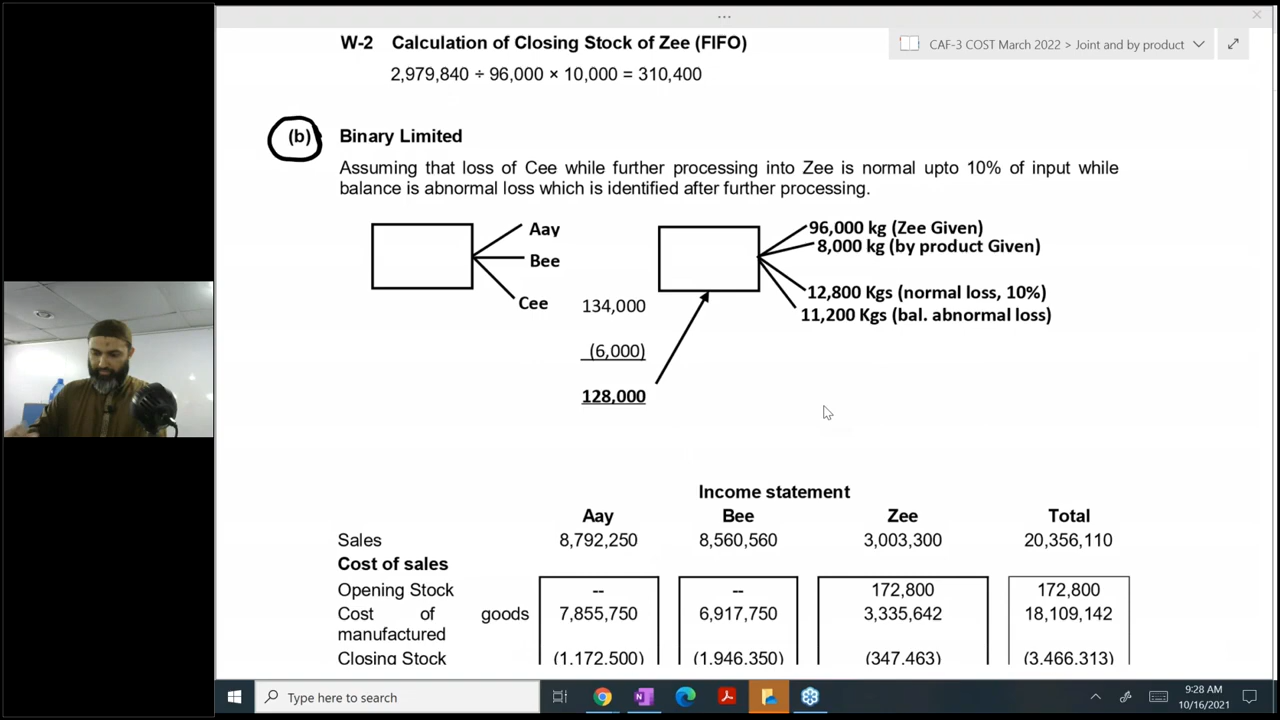 ...
W-2 Calculation of Closing Stock of Zee (FIFO)
CAF-3 COST March 2022 > Joint and by product
2,979,840 ÷ 96,000 × 10,000 = 310,400
(b) Binary Limited
Assuming that loss of Cee while further processing into Zee is normal upto 10% of input while
balance is abnormal loss which is identified after further processing.
Aay
Bee
Cee
134,000
(6,000)
128,000
96,000 kg (Zee Given)
8,000 kg (by product Given)
12,800 Kgs (normal loss, 10%)
11,200 Kgs (bal. abnormal loss)
Income statement
Aay Bee Zee Total
Sales 8,792,250 8,560,560 3,003,300 20,356,110
Cost of sales
Opening Stock -- -- 172,800 172,800
Cost of goods 7,855,750 6,917,750 3,335,642 18,109,142
manufactured
Closing Stock (1,172,500) (1,946,350) (347,463) (3,466,313)
Type here to search
9:28 AM
10/16/2021